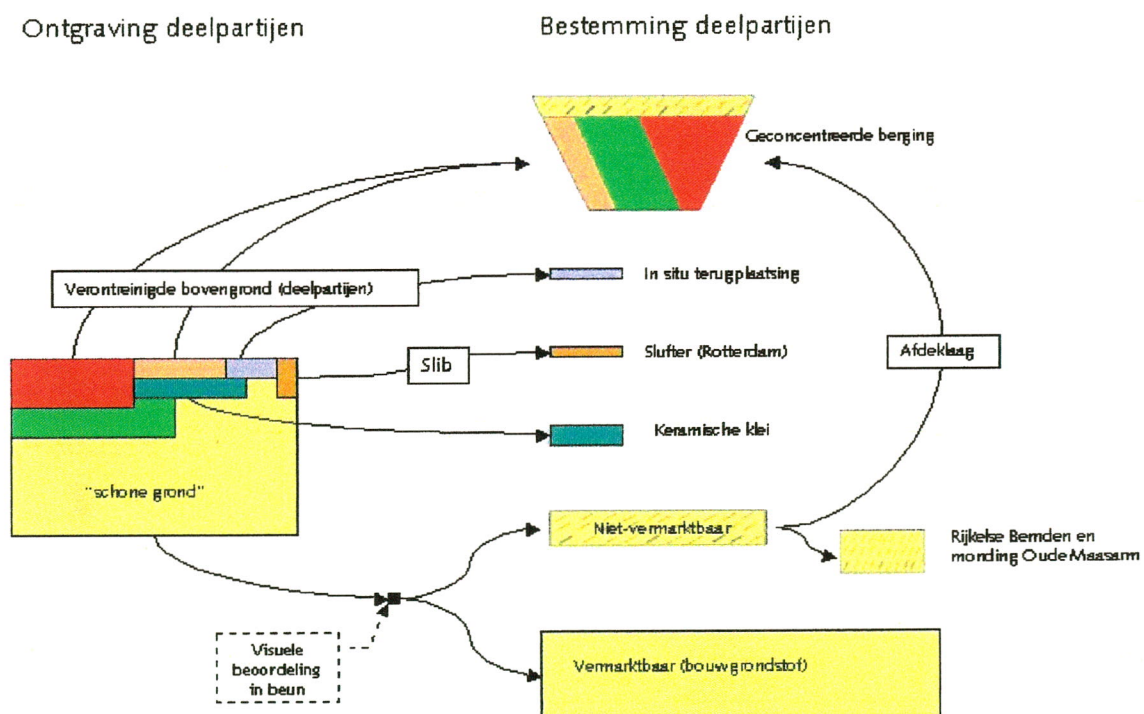 Ontgraving deelpartijen
Bestemming deelpartijen
Geconcentreerde berging
Verontreinigde bovengrond (deelpartijen)
In situ terugplaatsing
Slib
Slufter (Rotterdam)
Afdeklaag
Keramische klei
"schone grond"
Niet-vermarktbaar
Rijkelse Bemden en
monding Oude Maasarm
Visuele
beoordeling
in beun
Vermarktbaar (bouwgrondstof)